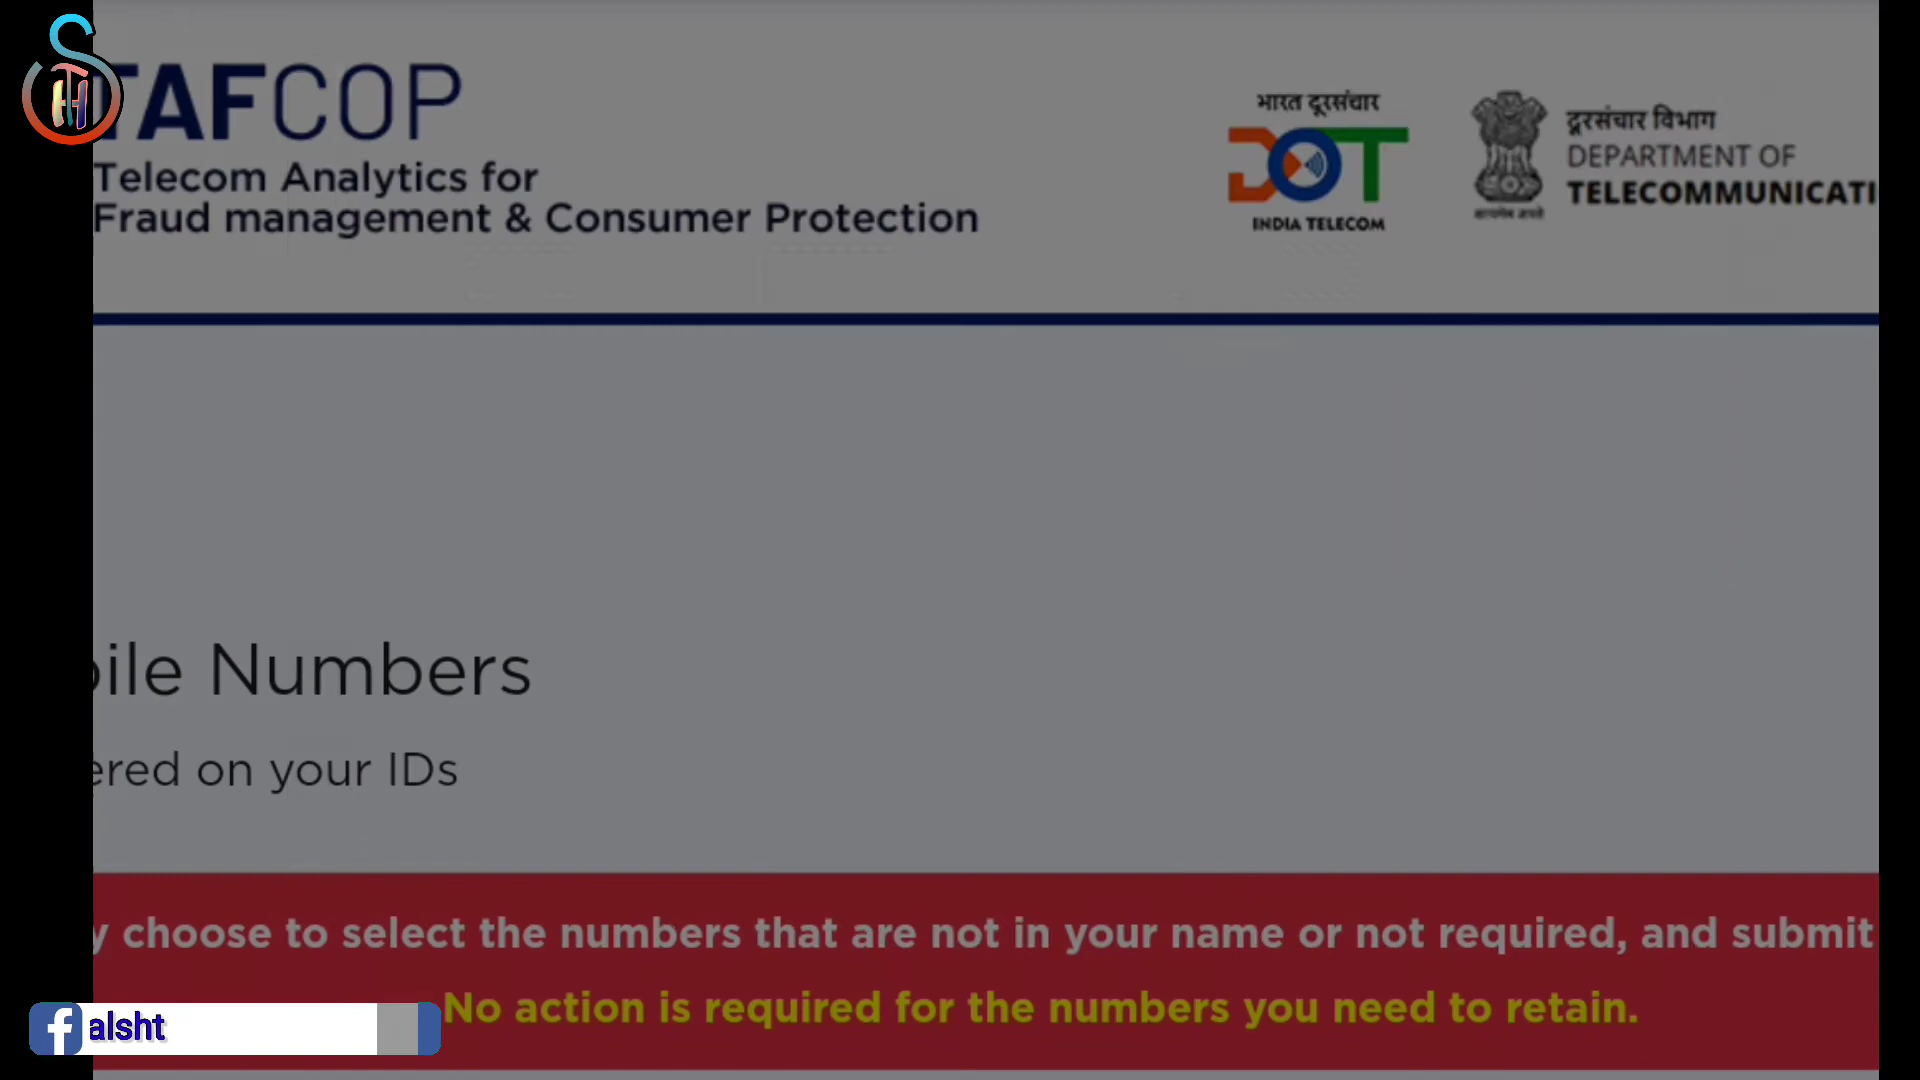 TAFCOP
Telecom Analytics for
Fraud management & Consumer Protection
भारत दूरसंचार
DOT
INDIA TELECOM
दूरसंचार विभाग
DEPARTMENT OF
TELECOMMUNICATI
bile Numbers
ered on your IDs
y choose to select the numbers that are not in your name or not required, and submit
No action is required for the numbers you need to retain.
f alsht